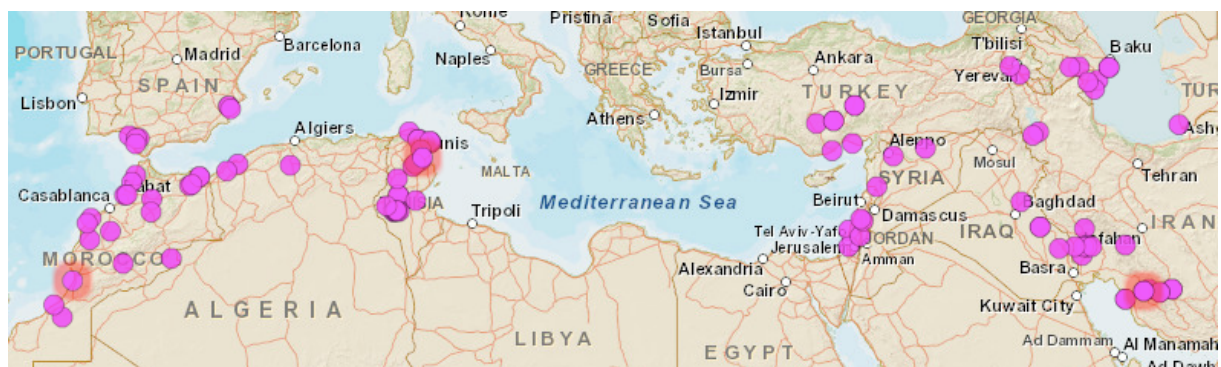 Rome
Pristina
Sofia
GEORGIA
PORTUGAL
Madrid
Barcelona
Naples
Istanbul
T'bilisi
Baku
SPAIN
GREECE
Bursa
Ankara
Yerevan
Lisbon
Izmir
TURKEY
Athens
Algiers
Aleppo
Mosul
MALTA
SYRIA
Tehran
Casablanca
Mediterranean Sea
Beirut
Baghdad
Tripoli
Damascus
IRAN
Tel Aviv-Yafo
IRAQ
Jerusalem
JORDAN
MOROCCO
Amman
Alexandria
Basra
Cairo
Kuwait City
ALGERIA
LIBYA
EGYPT
Ad Dammam
Al Manamah